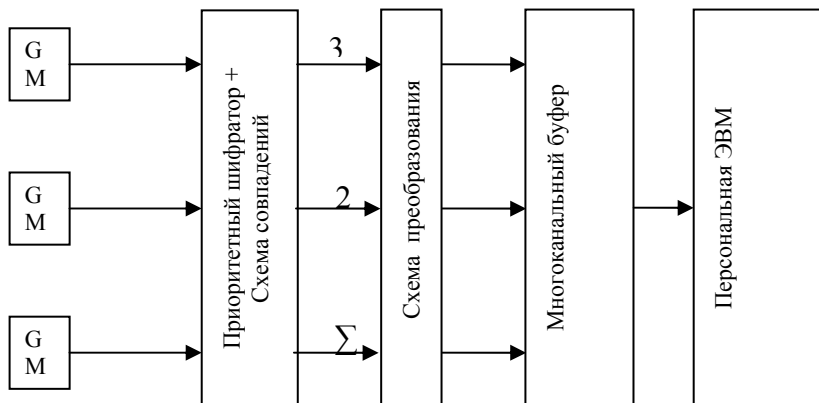 G
M
G
M
G
M
Приоритетный шифратор +
Схема совпадений
3
2
Σ
Схема преобразования
Многоканальный буфер
Персональная ЭВМ